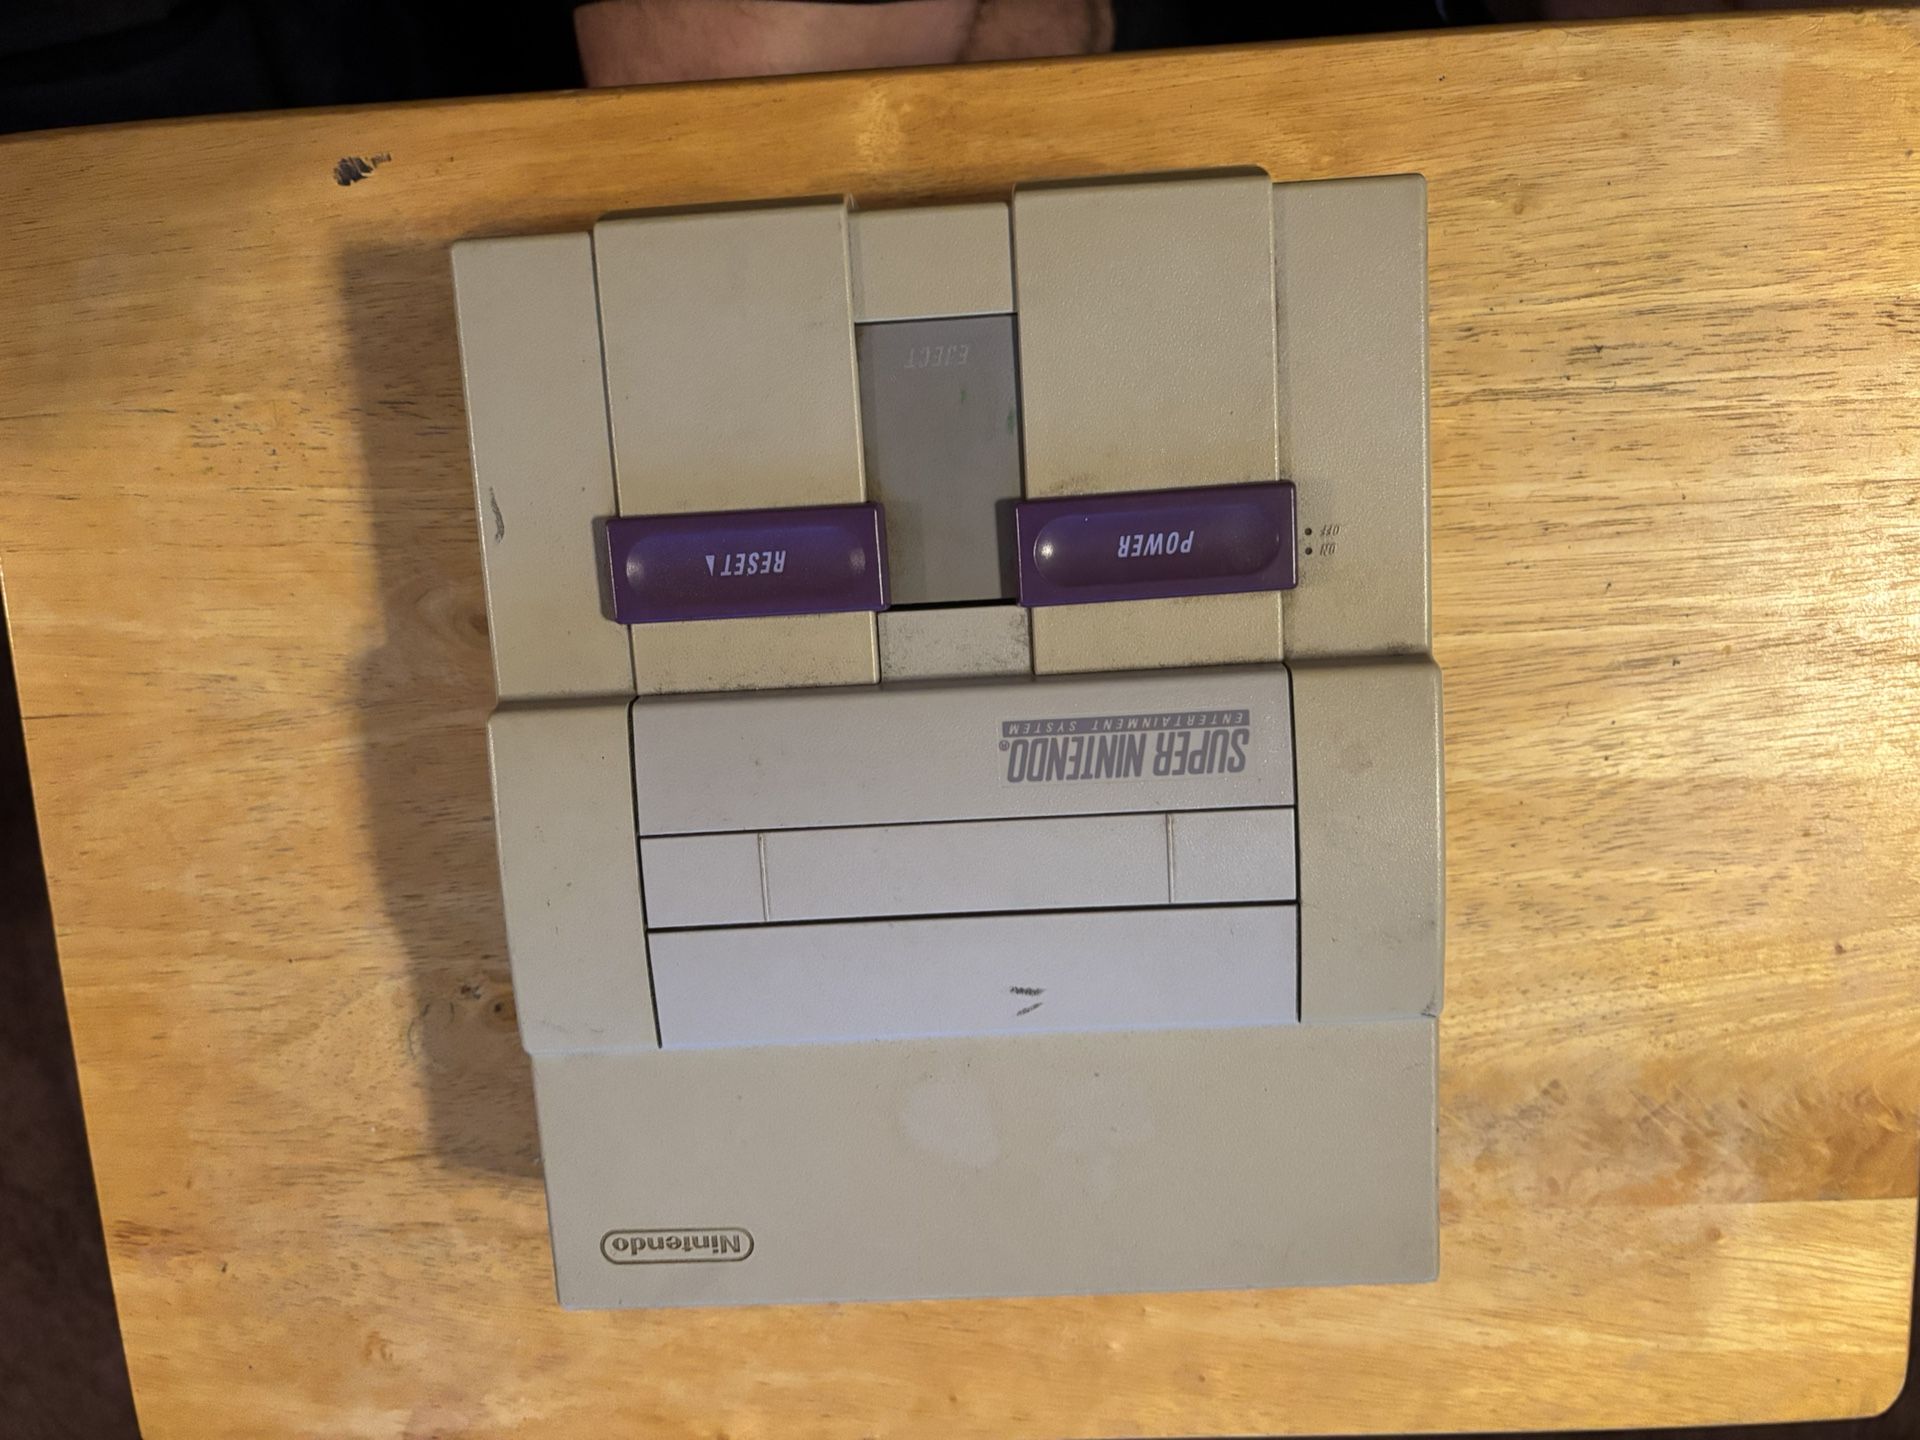 EJECT
POWER
RESET▲
OFF
ON
SUPER NINTENDO®
ENTERTAINMENT SYSTEM
Nintendo